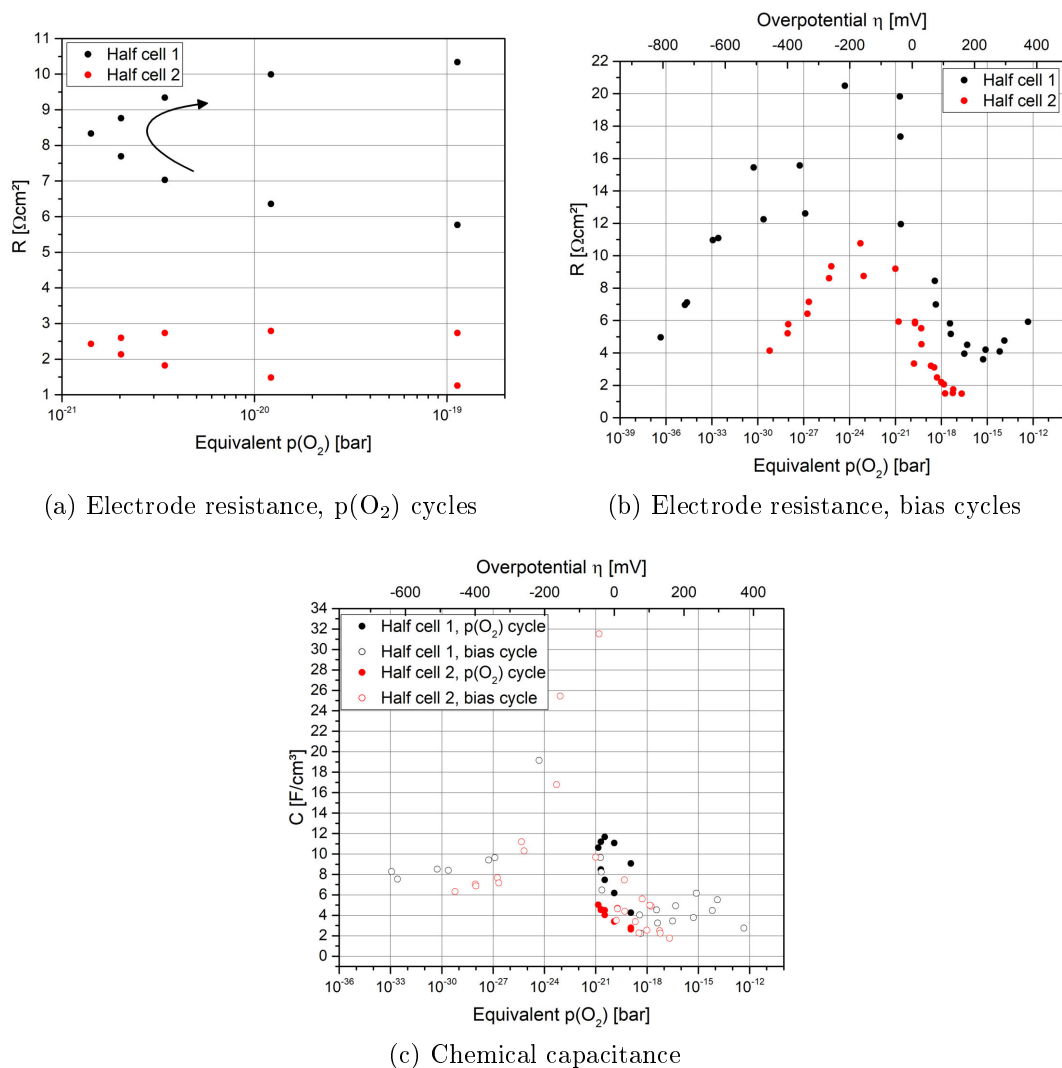 Half cell 1
Half cell 2
11
10
9
8
7
6
5
4
3
2
1
R [Ωcm²]
10⁻²¹ 10⁻²⁰ 10⁻¹⁹
Equivalent p(O₂) [bar]
(a) Electrode resistance, p(O₂) cycles
Overpotential η [mV]
-800 -600 -400 -200 0 200 400
Half cell 1
Half cell 2
22
20
18
16
14
12
10
8
6
4
2
0
R [Ωcm²]
10⁻³⁹ 10⁻³⁶ 10⁻³³ 10⁻³⁰ 10⁻²⁷ 10⁻²⁴ 10⁻²¹ 10⁻¹⁸ 10⁻¹⁵ 10⁻¹²
Equivalent p(O₂) [bar]
(b) Electrode resistance, bias cycles
Overpotential η [mV]
-600 -400 -200 0 200 400
Half cell 1, p(O₂) cycle
Half cell 1, bias cycle
Half cell 2, p(O₂) cycle
Half cell 2, bias cycle
34
32
30
28
26
24
22
20
18
16
14
12
10
8
6
4
2
0
C [F/cm³]
10⁻³⁶ 10⁻³³ 10⁻³⁰ 10⁻²⁷ 10⁻²⁴ 10⁻²¹ 10⁻¹⁸ 10⁻¹⁵ 10⁻¹²
Equivalent p(O₂) [bar]
(c) Chemical capacitance